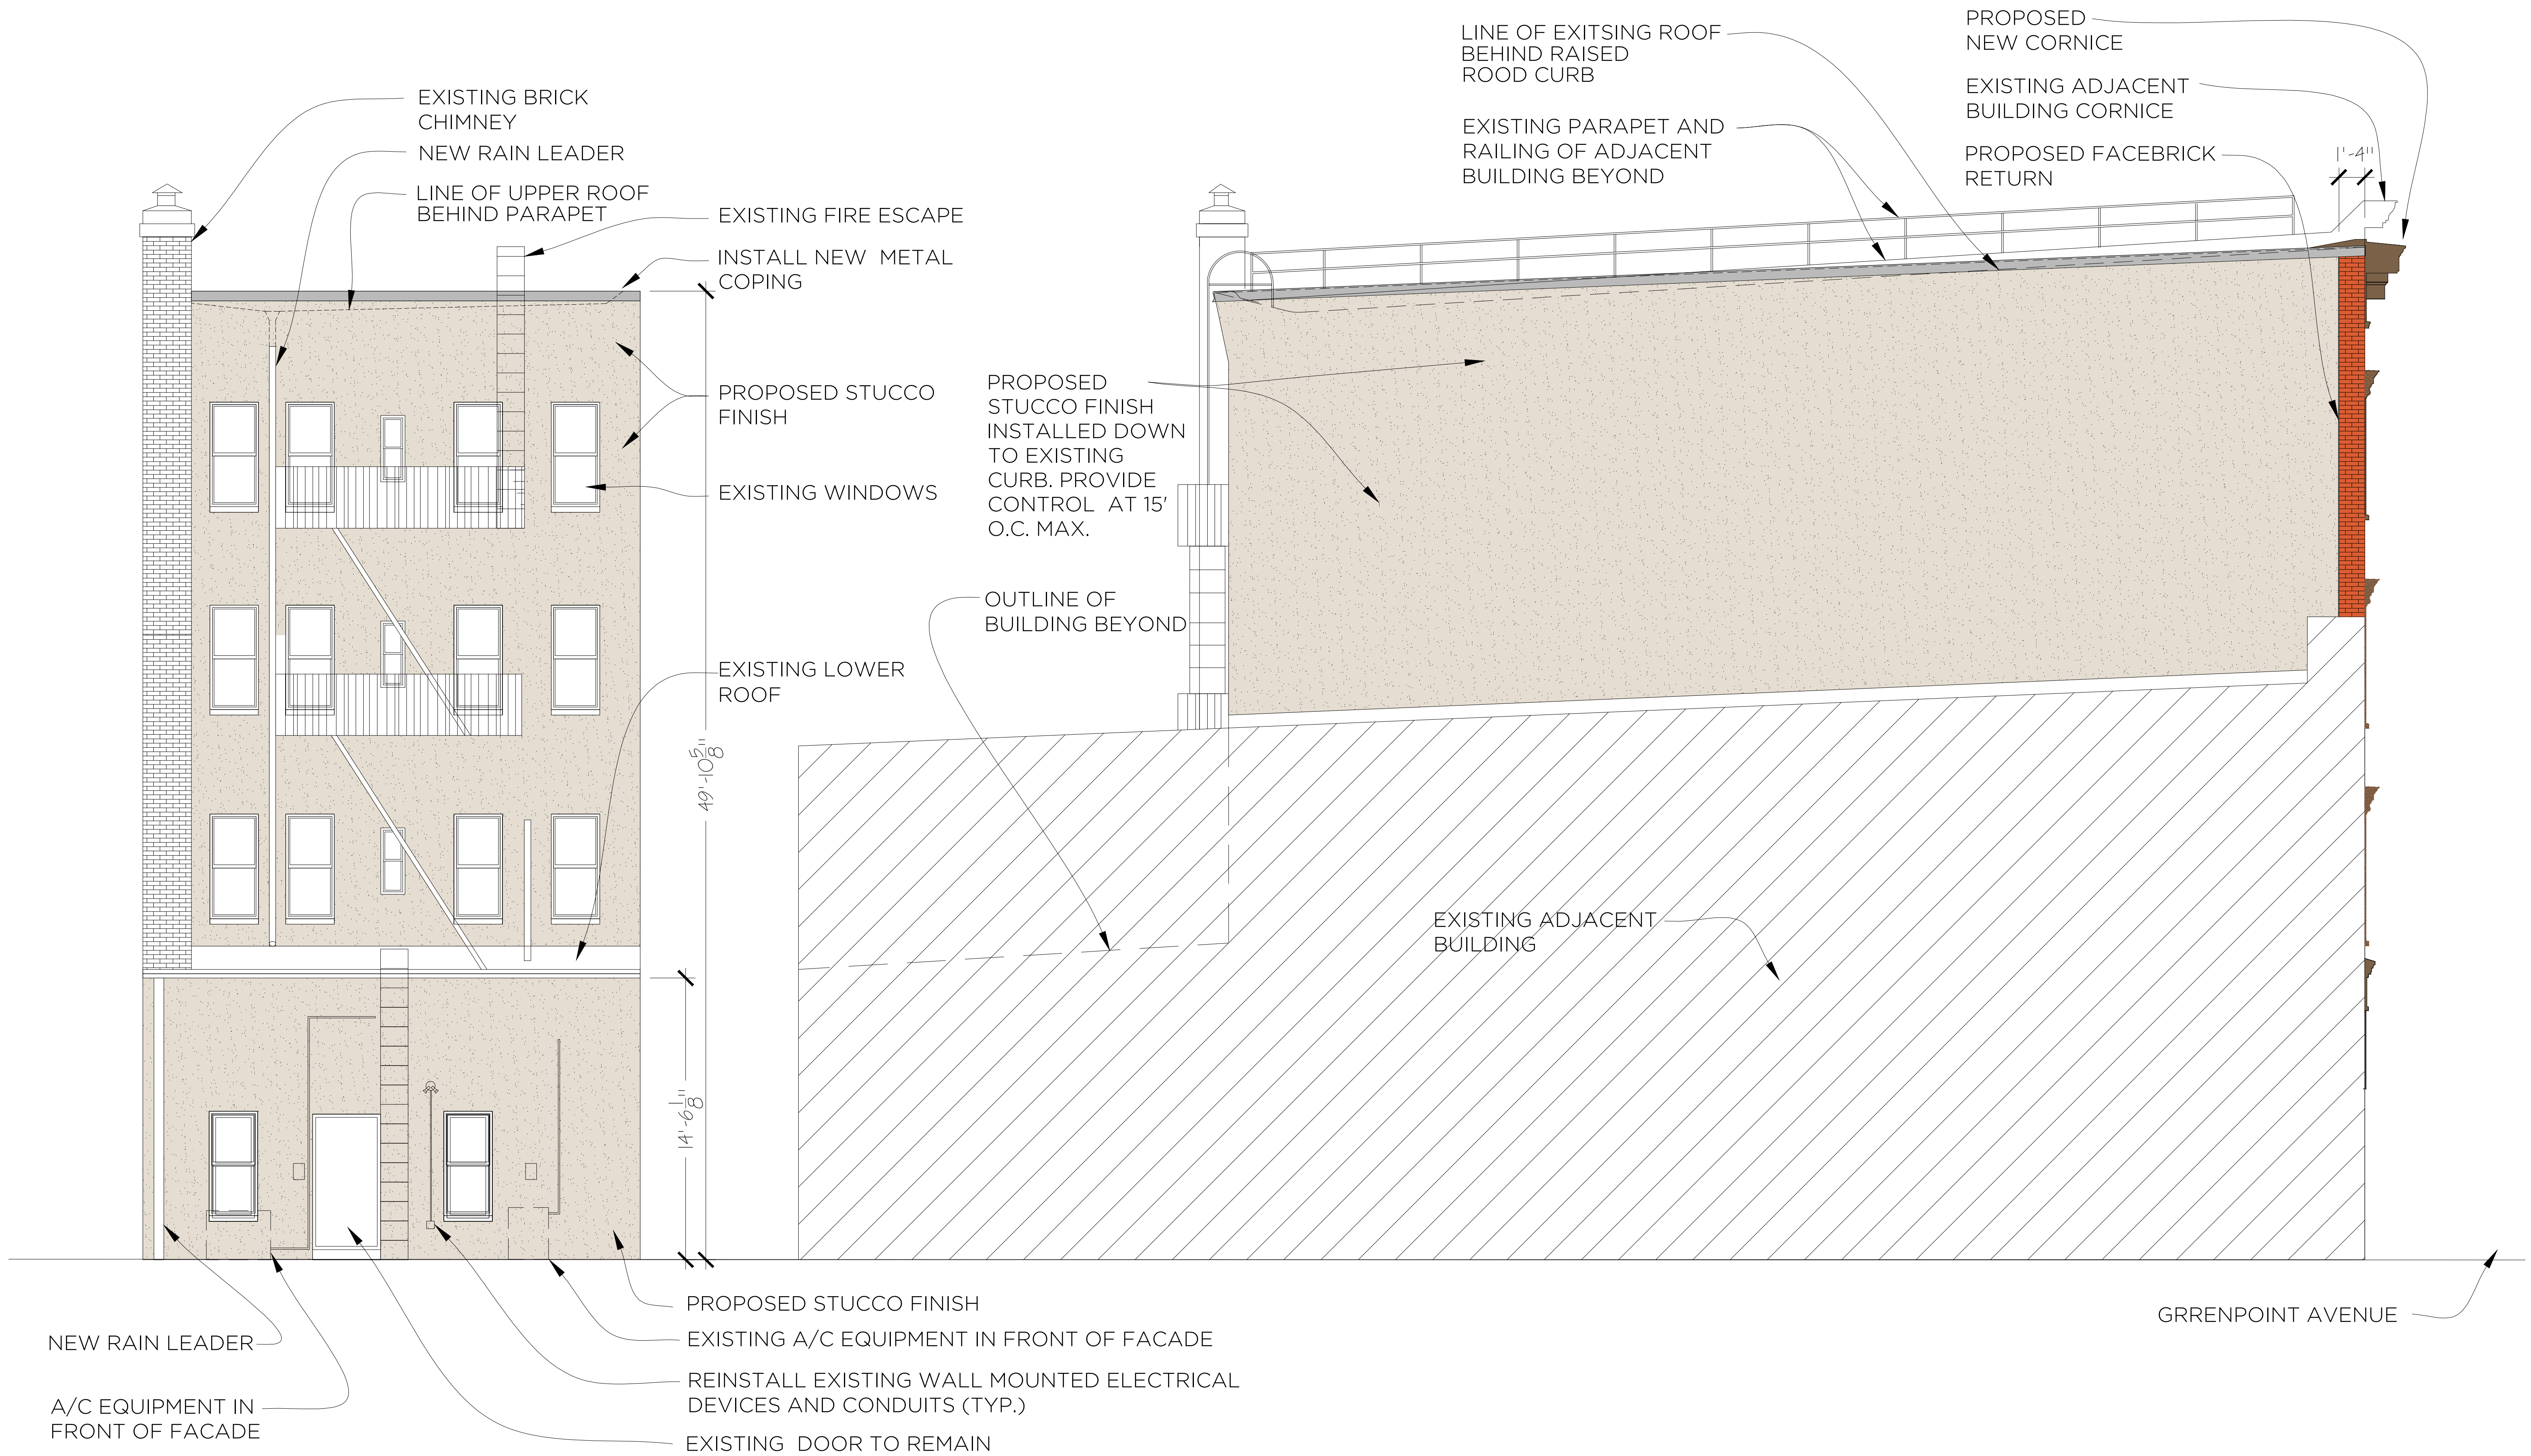 EXISTING BRICK
CHIMNEY
NEW RAIN LEADER
LINE OF UPPER ROOF
BEHIND PARAPET
EXISTING FIRE ESCAPE
INSTALL NEW METAL
COPING
PROPOSED STUCCO
FINISH
EXISTING WINDOWS
EXISTING LOWER
ROOF
49'-10 5/8"
14'-6 1/8"
PROPOSED STUCCO FINISH
EXISTING A/C EQUIPMENT IN FRONT OF FACADE
REINSTALL EXISTING WALL MOUNTED ELECTRICAL
DEVICES AND CONDUITS (TYP.)
EXISTING DOOR TO REMAIN
NEW RAIN LEADER
A/C EQUIPMENT IN
FRONT OF FACADE
LINE OF EXITSING ROOF
BEHIND RAISED
ROOD CURB
EXISTING PARAPET AND
RAILING OF ADJACENT
BUILDING BEYOND
PROPOSED
NEW CORNICE
EXISTING ADJACENT
BUILDING CORNICE
PROPOSED FACEBRICK
RETURN
1'-4"
PROPOSED
STUCCO FINISH
INSTALLED DOWN
TO EXISTING
CURB. PROVIDE
CONTROL AT 15'
O.C. MAX.
OUTLINE OF
BUILDING BEYOND
EXISTING ADJACENT
BUILDING
GRRENPOINT AVENUE